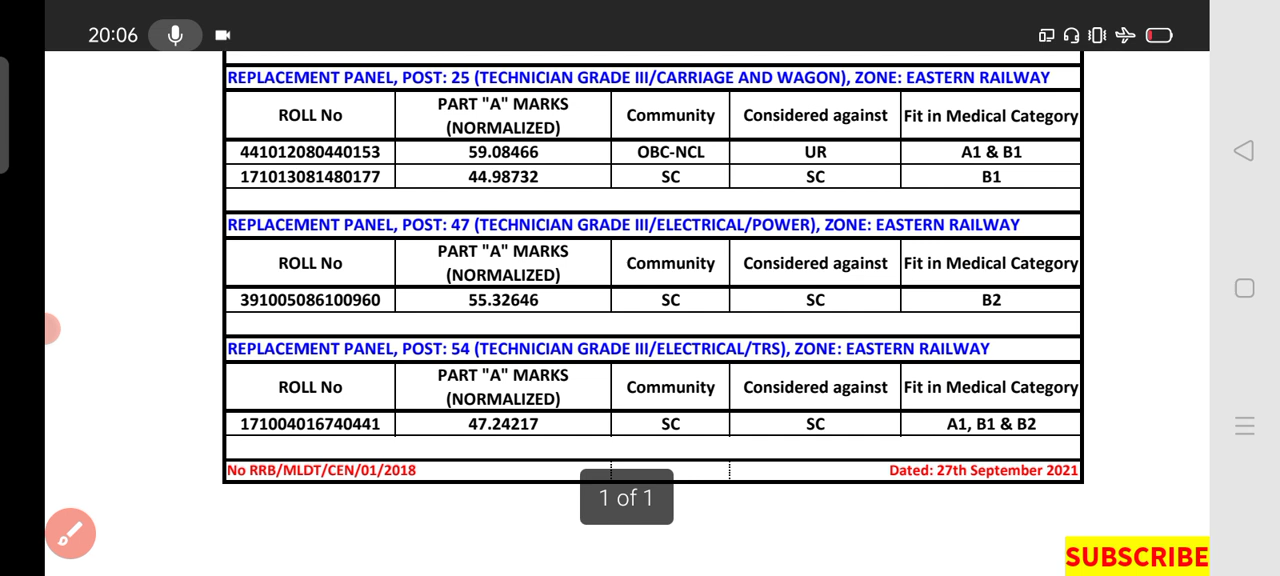 20:06
REPLACEMENT PANEL, POST: 25 (TECHNICIAN GRADE III/CARRIAGE AND WAGON), ZONE: EASTERN RAILWAY
ROLL No PART "A" MARKS (NORMALIZED) Community Considered against Fit in Medical Category
441012080440153 59.08466 OBC-NCL UR A1 & B1
171013081480177 44.98732 SC SC B1
REPLACEMENT PANEL, POST: 47 (TECHNICIAN GRADE III/ELECTRICAL/POWER), ZONE: EASTERN RAILWAY
ROLL No PART "A" MARKS (NORMALIZED) Community Considered against Fit in Medical Category
391005086100960 55.32646 SC SC B2
REPLACEMENT PANEL, POST: 54 (TECHNICIAN GRADE III/ELECTRICAL/TRS), ZONE: EASTERN RAILWAY
ROLL No PART "A" MARKS (NORMALIZED) Community Considered against Fit in Medical Category
171004016740441 47.24217 SC SC A1, B1 & B2
No RRB/MLDT/CEN/01/2018 Dated: 27th September 2021
1 of 1
SUBSCRIBE